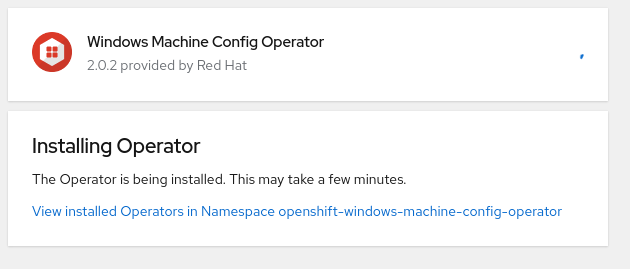 Windows Machine Config Operator
2.0.2 provided by Red Hat
Installing Operator
The Operator is being installed. This may take a few minutes.
View installed Operators in Namespace openshift-windows-machine-config-operator